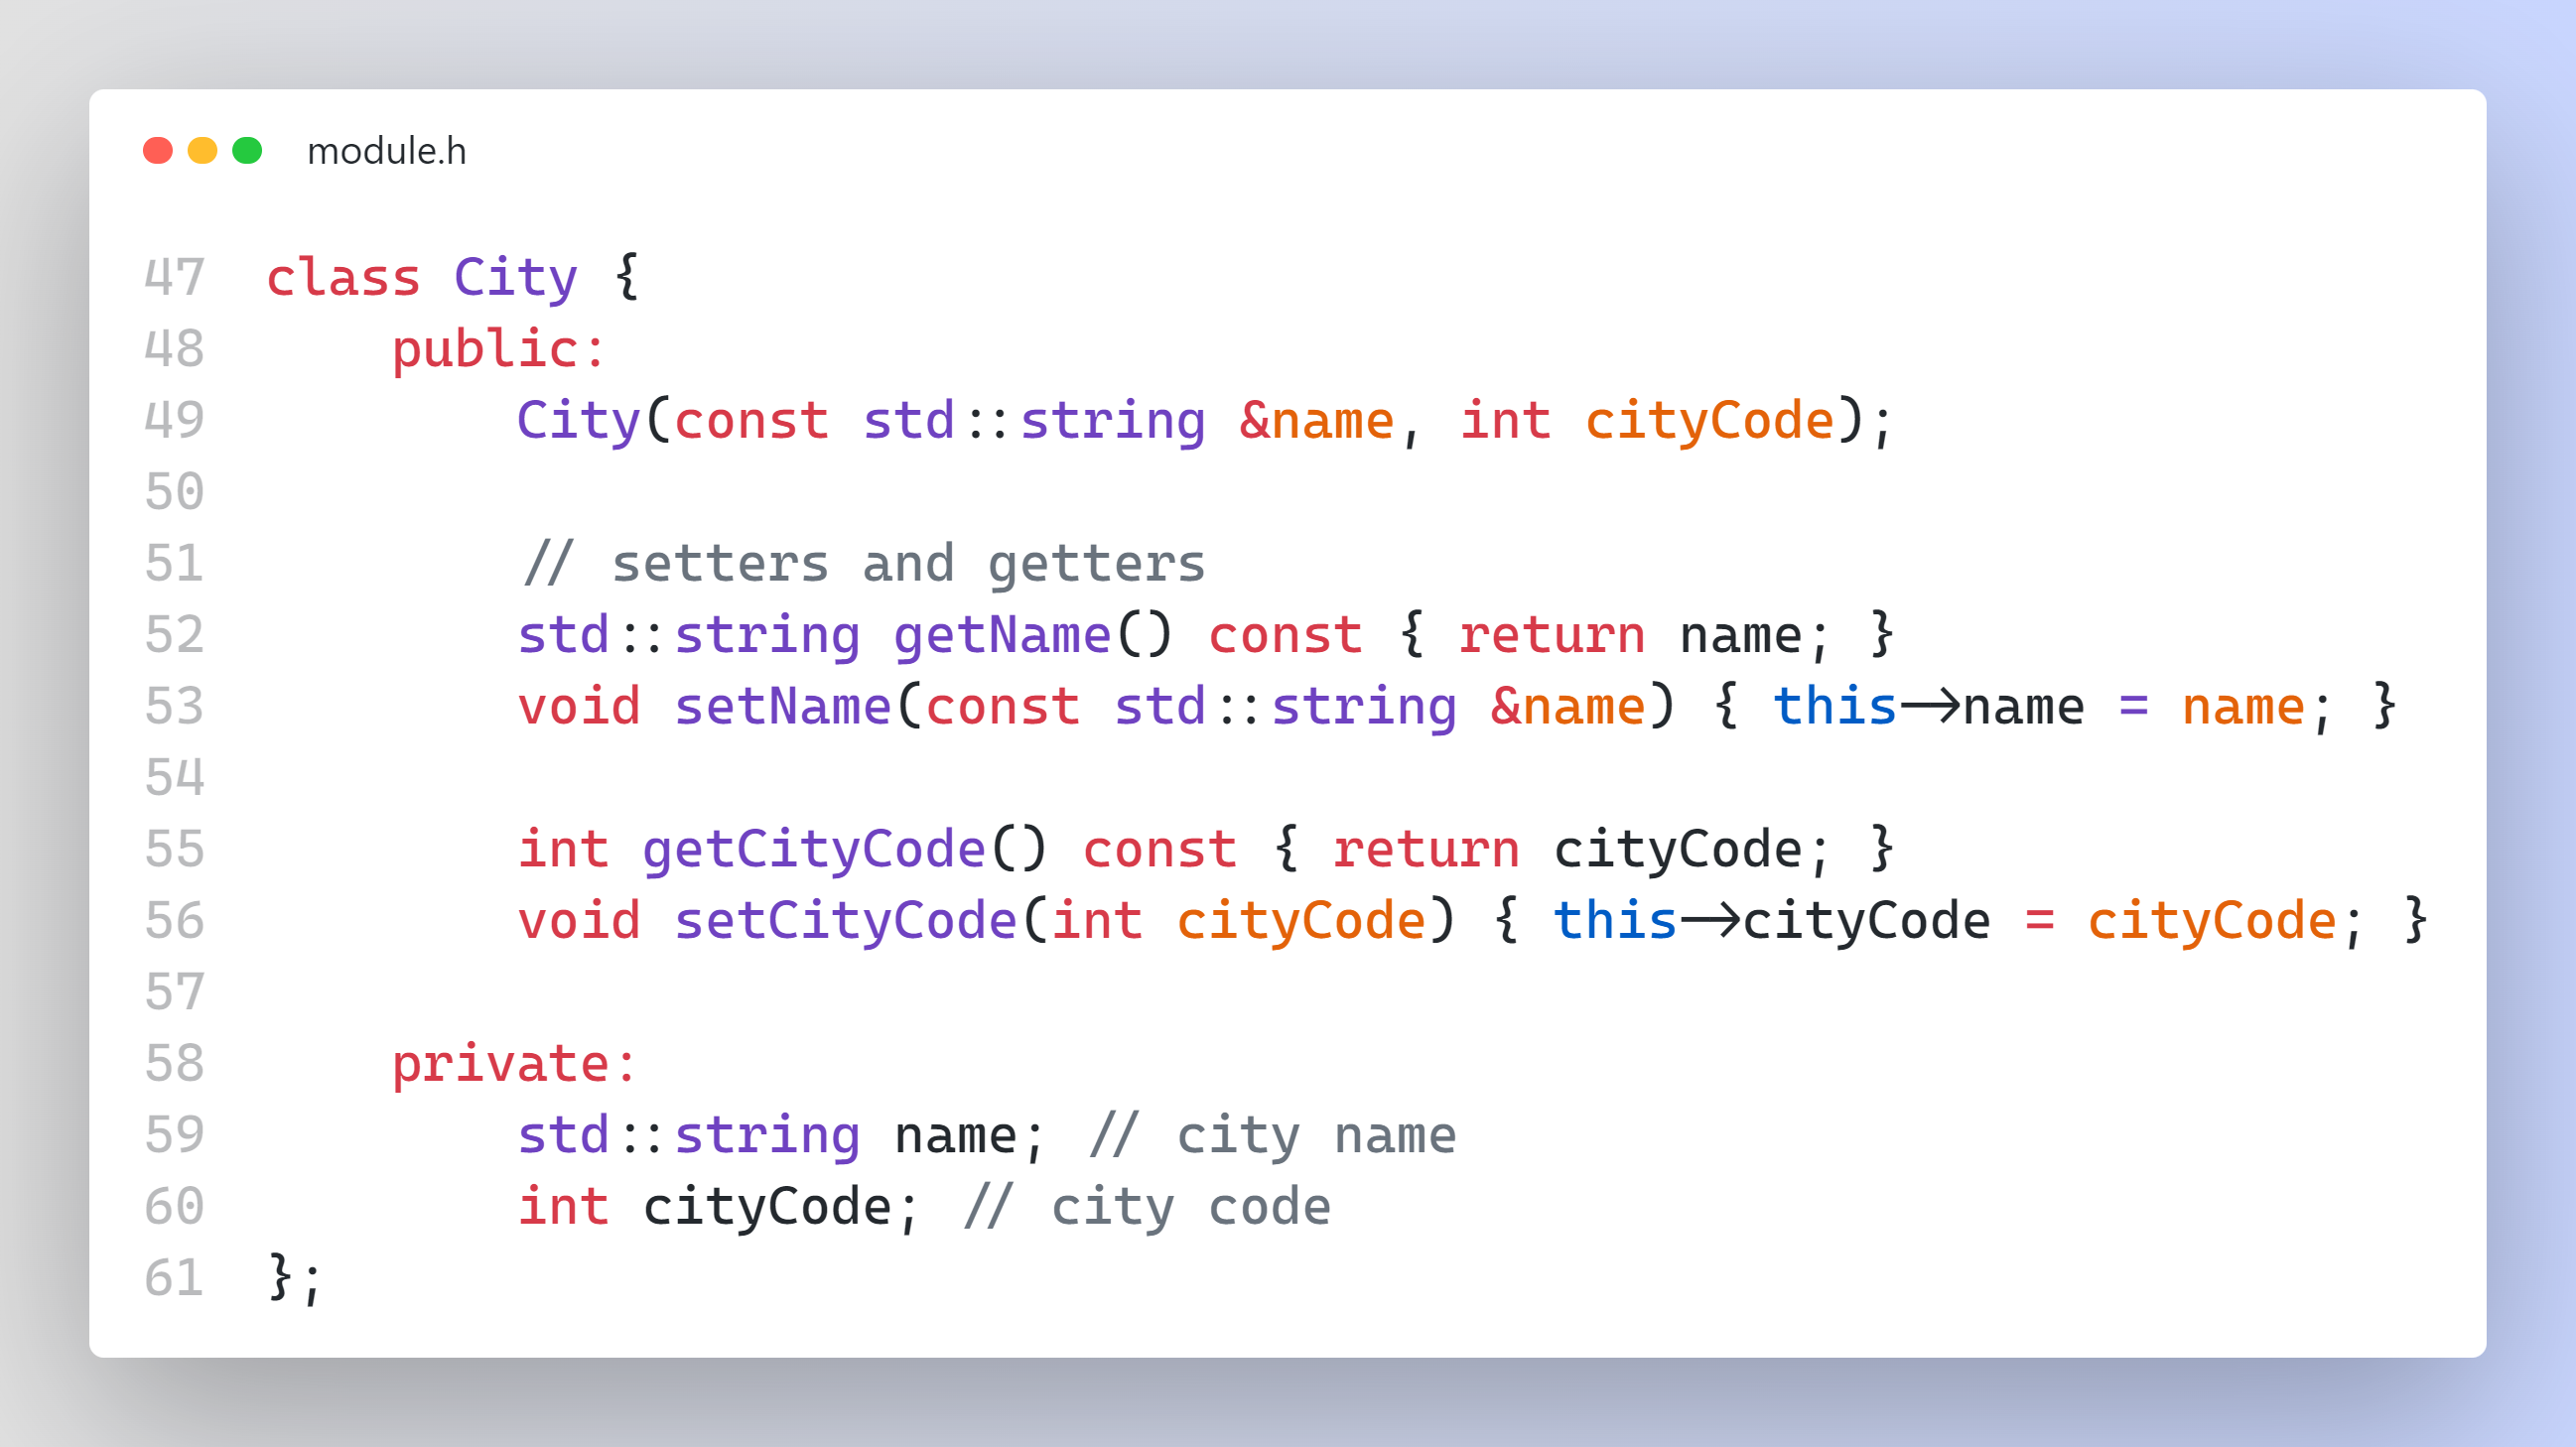 module.h
47 class City {
48     public:
49         City(const std::string &name, int cityCode);
50
51         // setters and getters
52         std::string getName() const { return name; }
53         void setName(const std::string &name) { this->name = name; }
54
55         int getCityCode() const { return cityCode; }
56         void setCityCode(int cityCode) { this->cityCode = cityCode; }
57
58     private:
59         std::string name; // city name
60         int cityCode; // city code
61 };